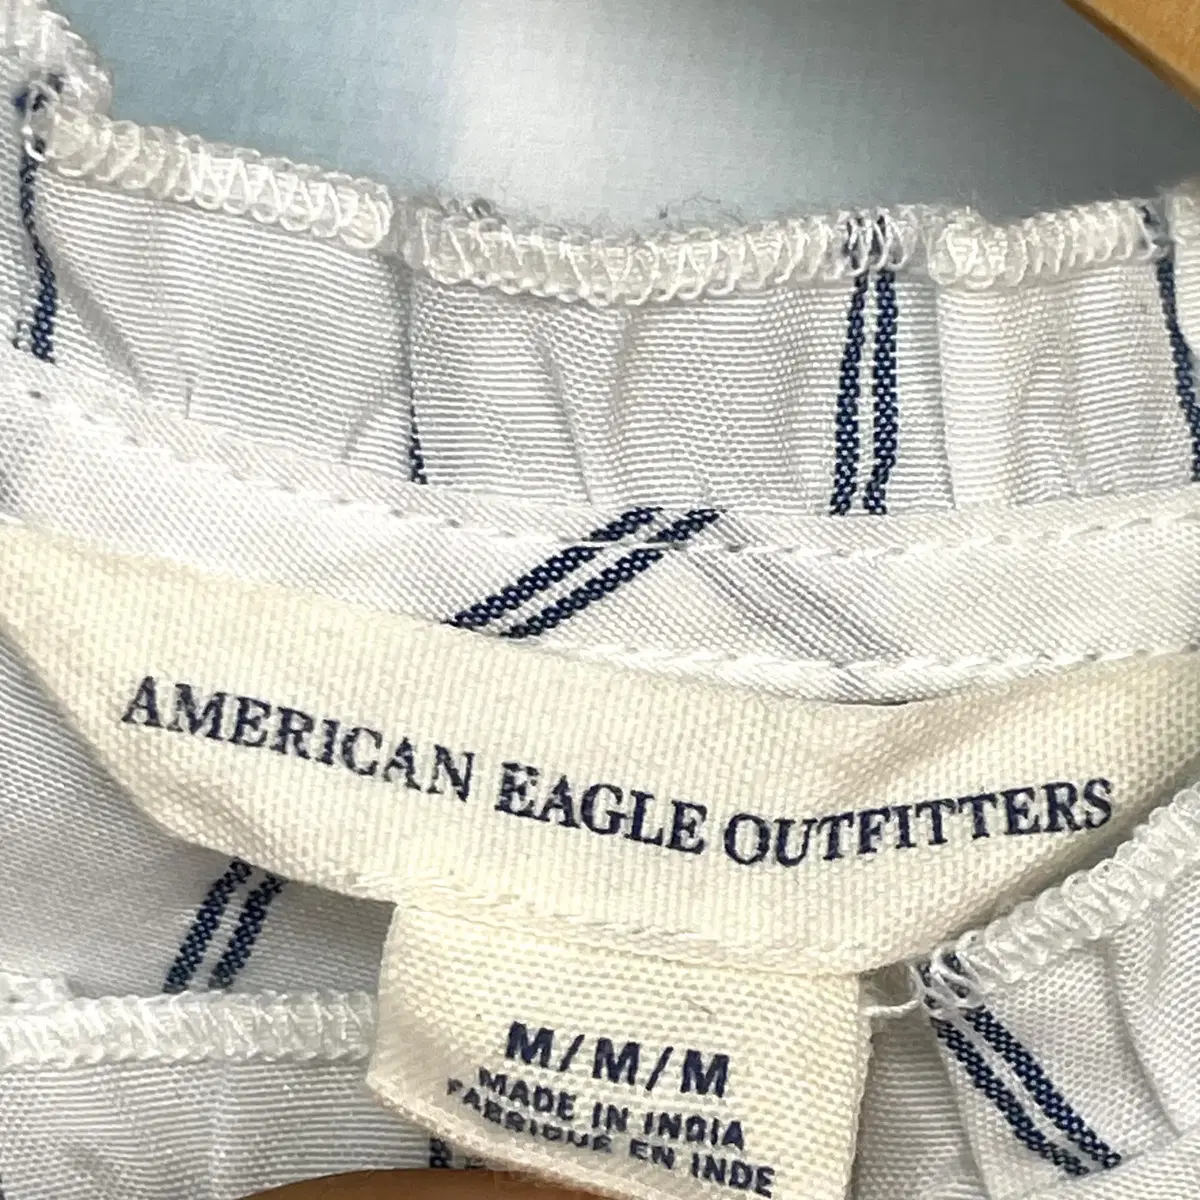 AMERICAN EAGLE OUTFITTERS
M/M/M
MADE IN INDIA
FABRIQUE EN INDE